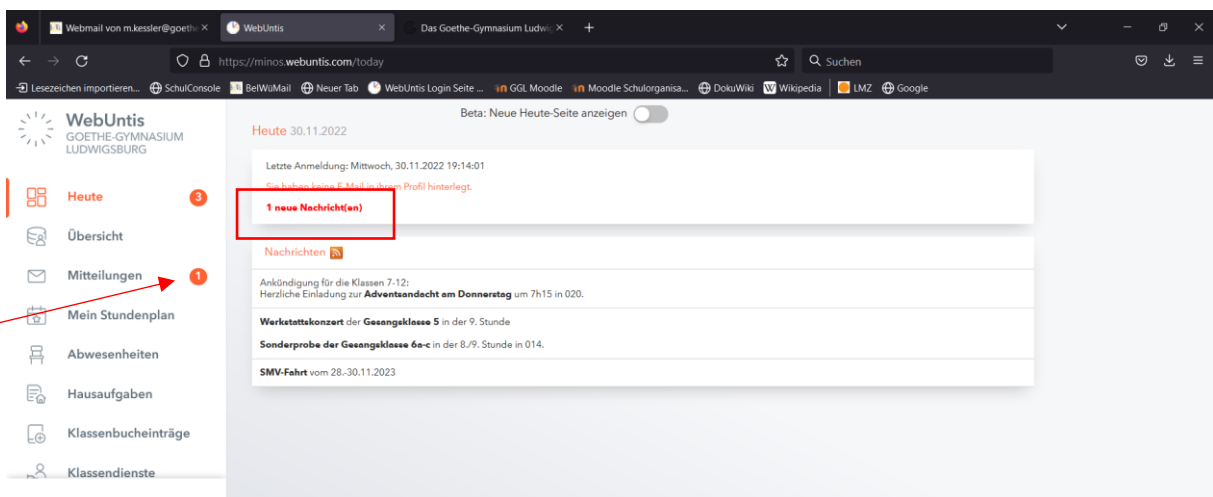 Webmail von m.kessler@goeth
WebUntis
Das Goethe-Gymnasium Ludwig
https://minos.webuntis.com/today
Suchen
Lesezeichen importieren...
SchulConsole
BelWüMail
Neuer Tab
WebUntis Login Seite ...
GGL Moodle
Moodle Schulorganisa...
DokuWiki
Wikipedia
LMZ
Google
WebUntis
GOETHE-GYMNASIUM
LUDWIGSBURG
Heute 3
Übersicht
Mitteilungen 1
Mein Stundenplan
Abwesenheiten
Hausaufgaben
Klassenbucheinträge
Klassendienste
Beta: Neue Heute-Seite anzeigen
Heute 30.11.2022
Letzte Anmeldung: Mittwoch, 30.11.2022 19:14:01
Sie haben keine E-Mail in ihrem Profil hinterlegt.
1 neue Nachricht(en)
Nachrichten
Ankündigung für die Klassen 7-12:
Herzliche Einladung zur Adventsandacht am Donnerstag um 7h15 in 020.
Werkstattskonzert der Gesangsklasse 5 in der 9. Stunde
Sonderprobe der Gesangsklasse 6a-c in der 8./9. Stunde in 014.
SMV-Fahrt vom 28.-30.11.2023